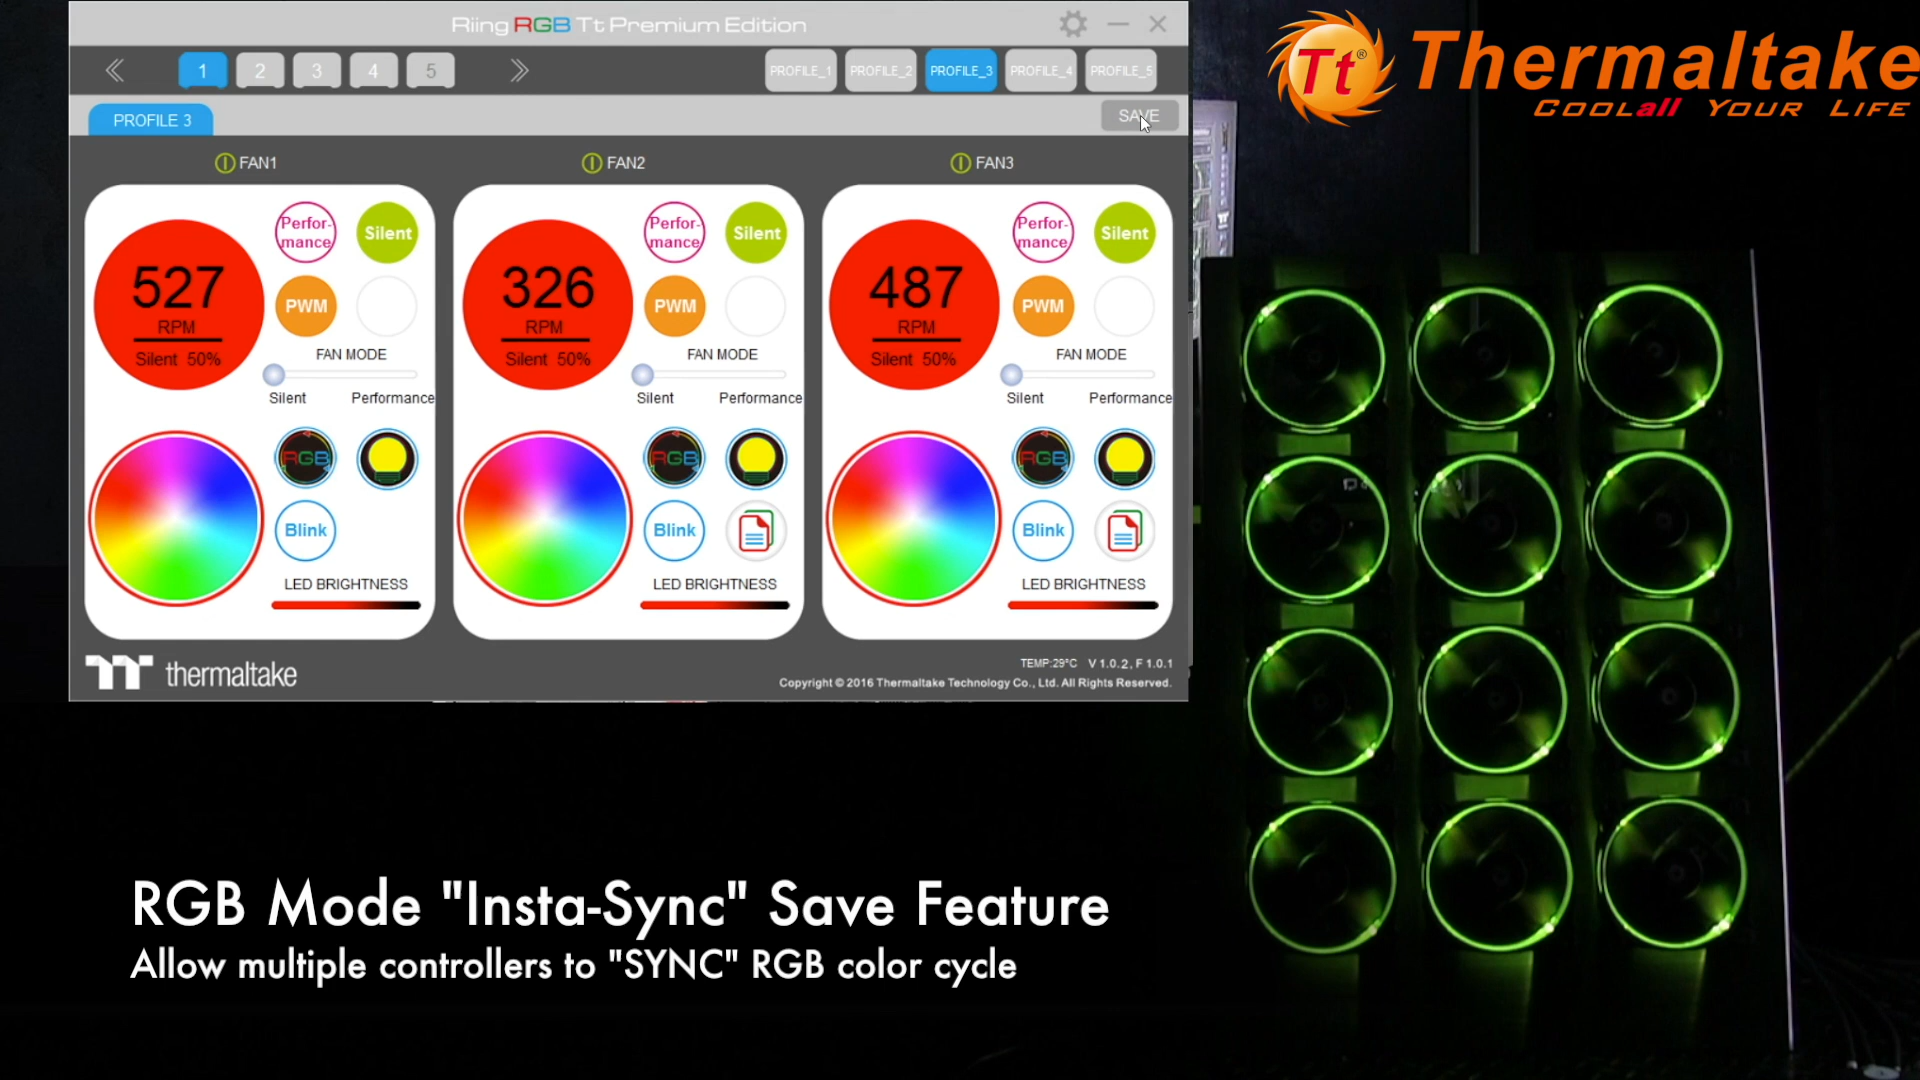 Riing RGB Tt Premium Edition
1 2 3 4 5
PROFILE_1 PROFILE_2 PROFILE_3 PROFILE_4 PROFILE_5
PROFILE 3
SAVE
FAN1 FAN2 FAN3
527
RPM
Silent 50%
Perfor-
mance
Silent
PWM
FAN MODE
Silent Performance
RGB
Blink
LED BRIGHTNESS
326
RPM
Silent 50%
Perfor-
mance
Silent
PWM
FAN MODE
Silent Performance
RGB
Blink
LED BRIGHTNESS
487
RPM
Silent 50%
Perfor-
mance
Silent
PWM
FAN MODE
Silent Performance
RGB
Blink
LED BRIGHTNESS
thermaltake
TEMP:29°C V 1.0.2, F 1.0.1
Copyright © 2016 Thermaltake Technology Co., Ltd. All Rights Reserved.
Tt® Thermaltake
COOLall YOUR LIFE
RGB Mode "Insta-Sync" Save Feature
Allow multiple controllers to "SYNC" RGB color cycle